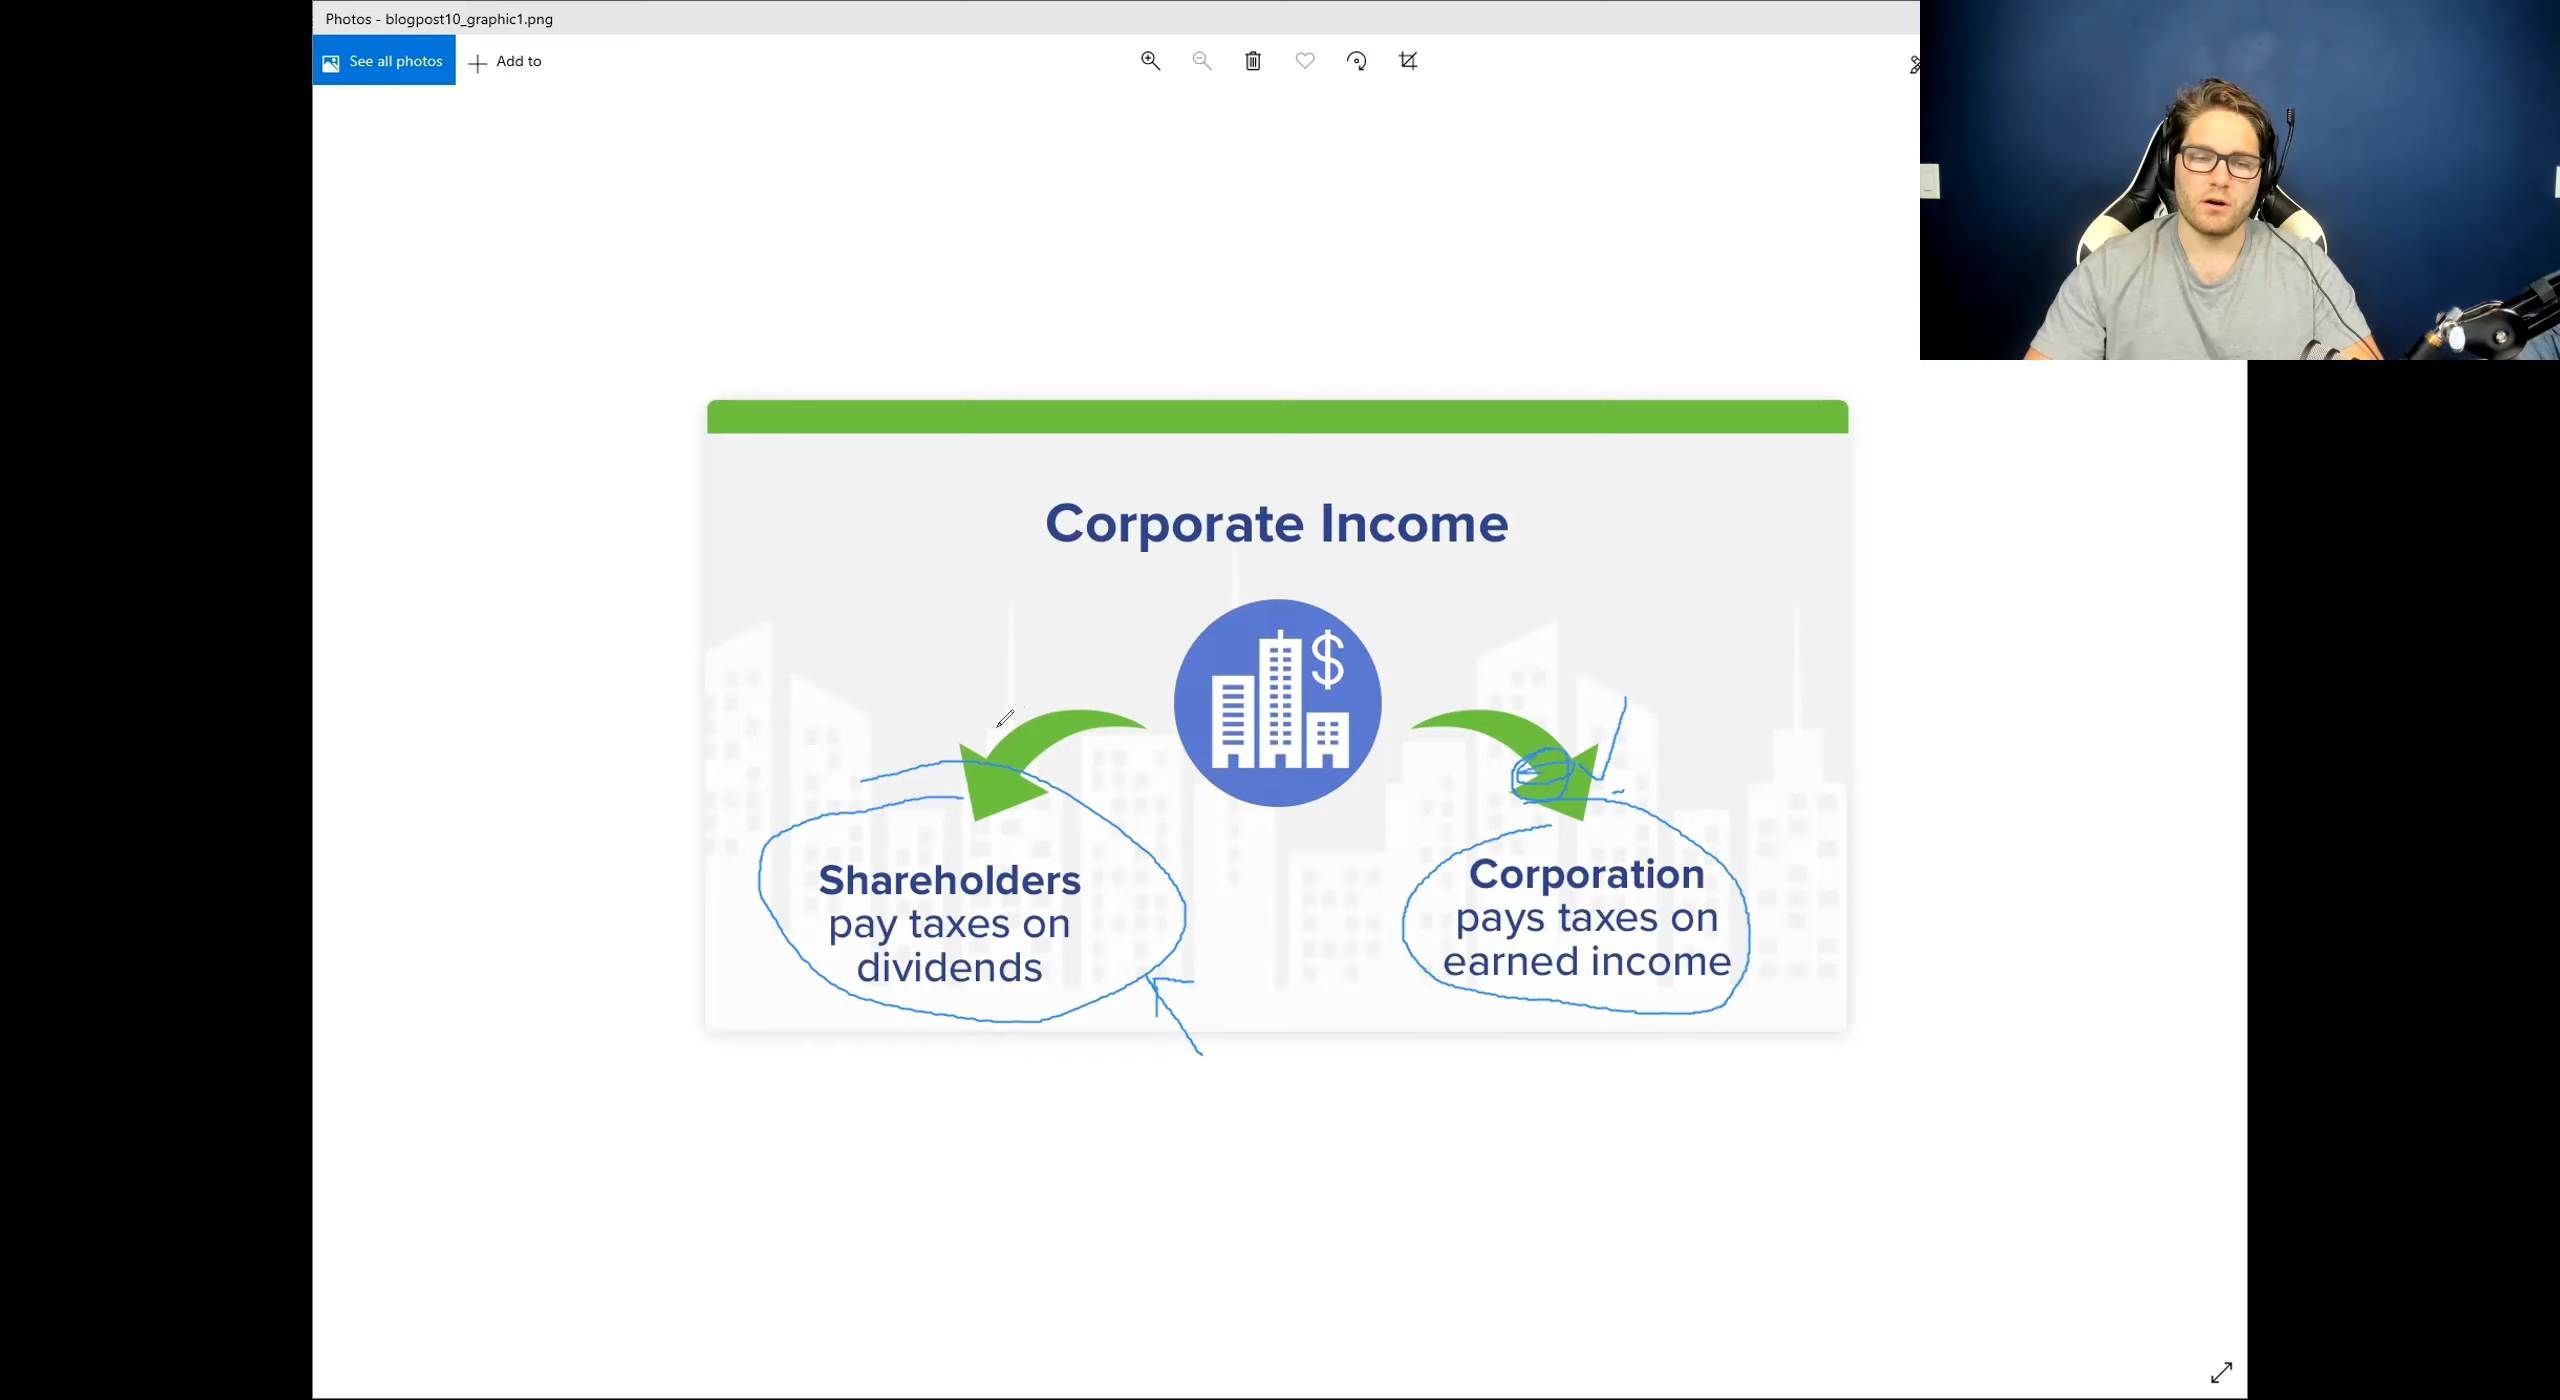 Photos - blogpost10_graphic1.png
See all photos
Add to
Corporate Income
$
Shareholders
pay taxes on
dividends
Corporation
pays taxes on
earned income